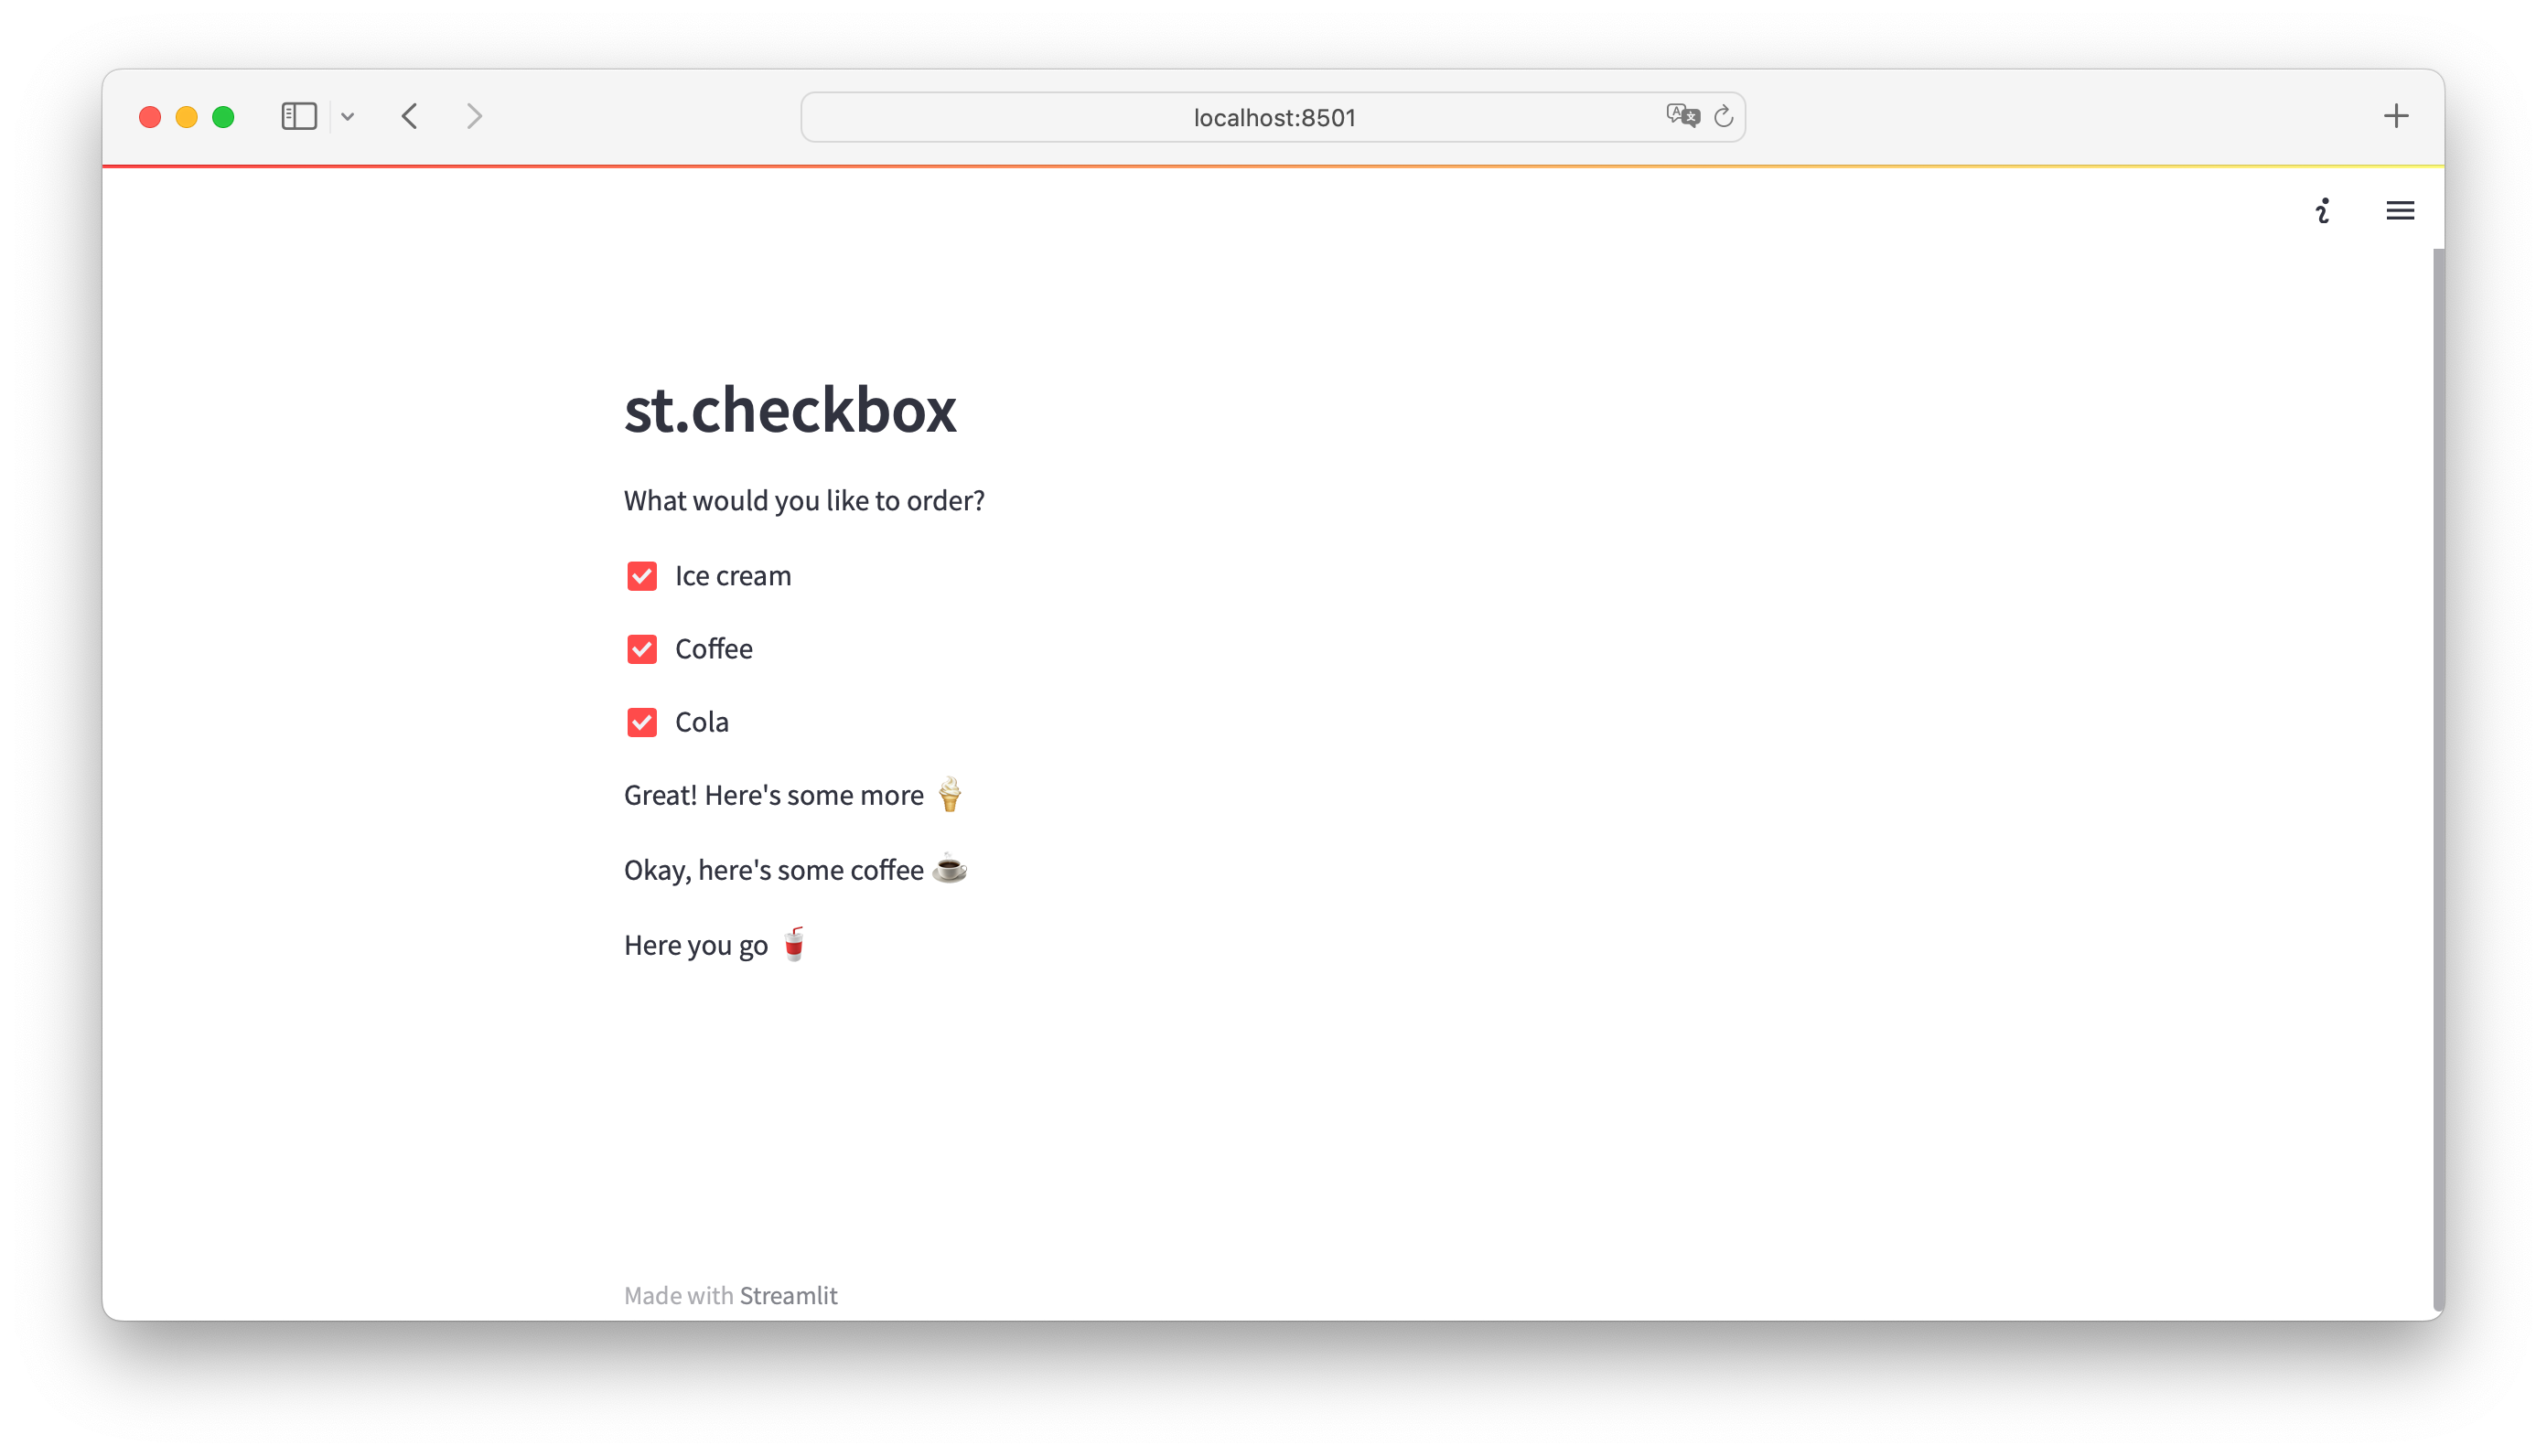 localhost:8501
st.checkbox
What would you like to order?
Ice cream
Coffee
Cola
Great! Here's some more 🍦
Okay, here's some coffee ☕
Here you go 🥤
Made with Streamlit